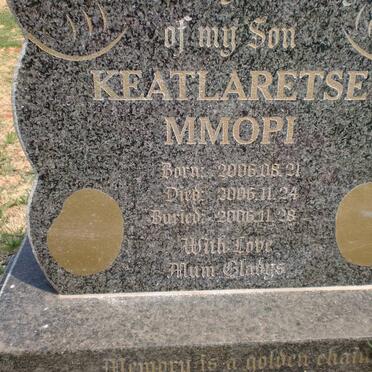 of my Son
KEATLARETSE
MMOPI
Born: 2006.08.21
Died: 2006.11.24
Buried: 2006.11.28
With Love
Mum Gladys
Memory is a golden chain